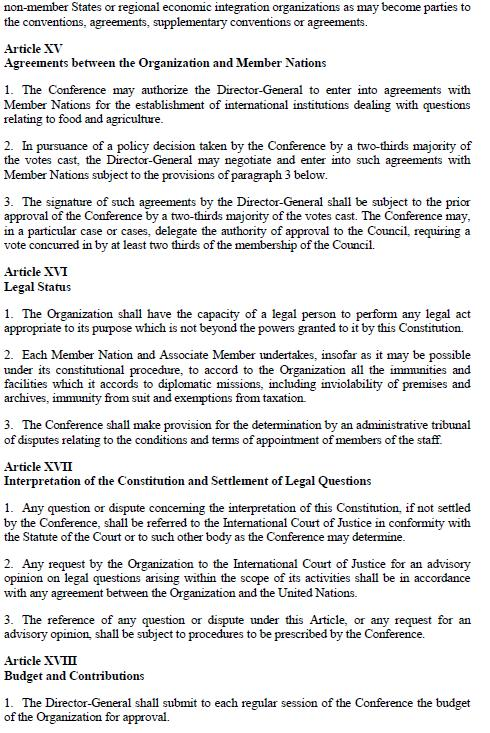 non-member States or regional economic integration organizations as may become parties to
the conventions, agreements, supplementary conventions or agreements.
Article XV
Agreements between the Organization and Member Nations
1. The Conference may authorize the Director-General to enter into agreements with
Member Nations for the establishment of international institutions dealing with questions
relating to food and agriculture.
2. In pursuance of a policy decision taken by the Conference by a two-thirds majority of
the votes cast, the Director-General may negotiate and enter into such agreements with
Member Nations subject to the provisions of paragraph 3 below.
3. The signature of such agreements by the Director-General shall be subject to the prior
approval of the Conference by a two-thirds majority of the votes cast. The Conference may,
in a particular case or cases, delegate the authority of approval to the Council, requiring a
vote concurred in by at least two thirds of the membership of the Council.
Article XVI
Legal Status
1. The Organization shall have the capacity of a legal person to perform any legal act
appropriate to its purpose which is not beyond the powers granted to it by this Constitution.
2. Each Member Nation and Associate Member undertakes, insofar as it may be possible
under its constitutional procedure, to accord to the Organization all the immunities and
facilities which it accords to diplomatic missions, including inviolability of premises and
archives, immunity from suit and exemptions from taxation.
3. The Conference shall make provision for the determination by an administrative tribunal
of disputes relating to the conditions and terms of appointment of members of the staff.
Article XVII
Interpretation of the Constitution and Settlement of Legal Questions
1. Any question or dispute concerning the interpretation of this Constitution, if not settled
by the Conference, shall be referred to the International Court of Justice in conformity with
the Statute of the Court or to such other body as the Conference may determine.
2. Any request by the Organization to the International Court of Justice for an advisory
opinion on legal questions arising within the scope of its activities shall be in accordance
with any agreement between the Organization and the United Nations.
3. The reference of any question or dispute under this Article, or any request for an
advisory opinion, shall be subject to procedures to be prescribed by the Conference.
Article XVIII
Budget and Contributions
1. The Director-General shall submit to each regular session of the Conference the budget
of the Organization for approval.